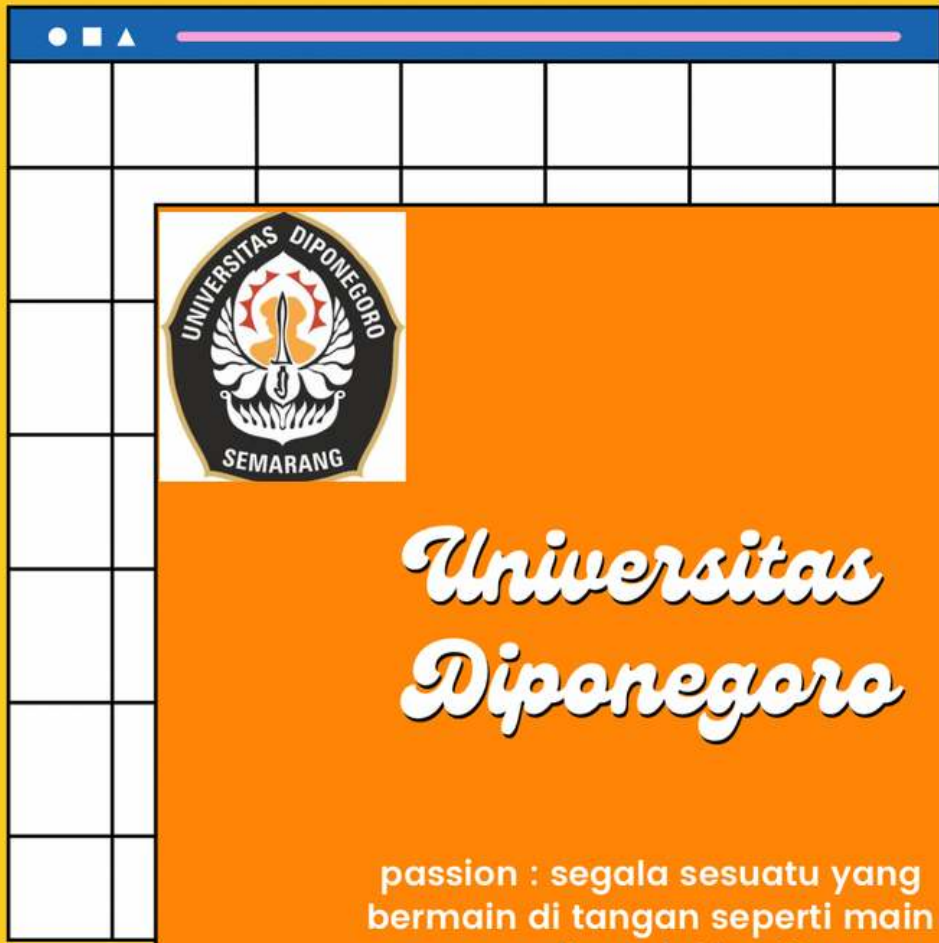 UNIVERSITAS DIPONEGORO
SEMARANG
Universitas
Diponegoro
passion : segala sesuatu yang
bermain di tangan seperti main